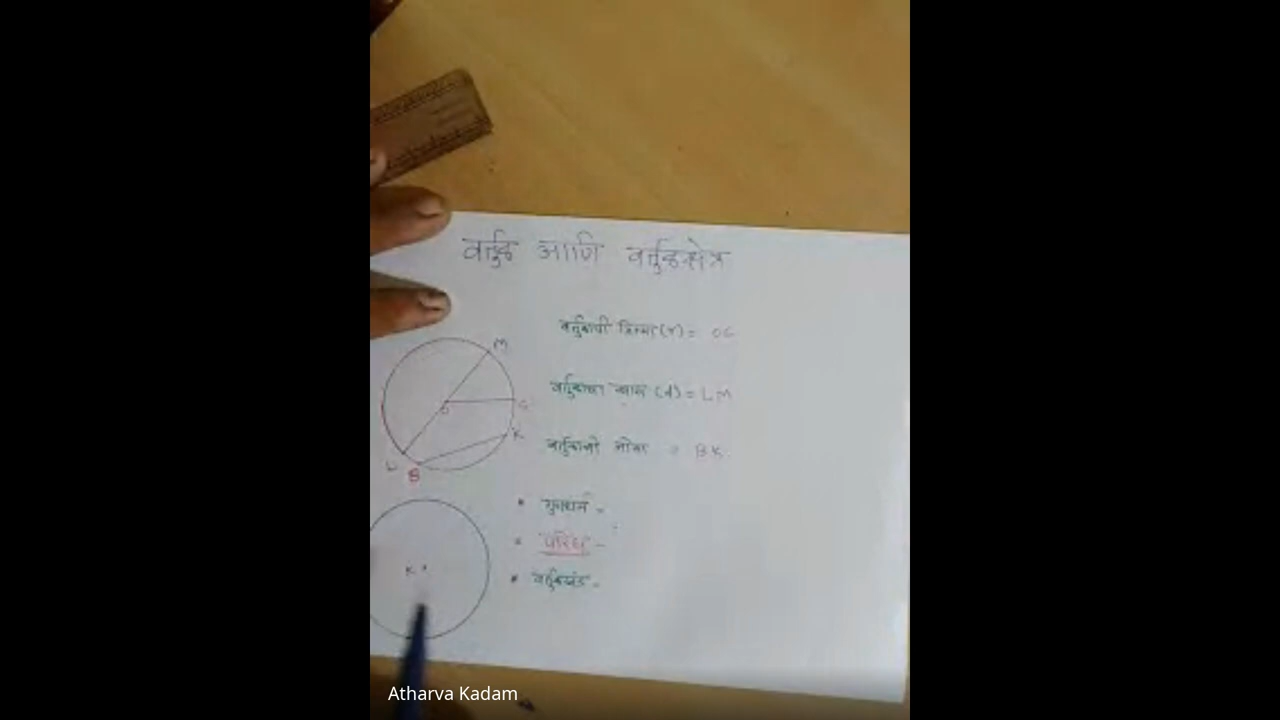 वर्तुळ आणि वर्तुळक्षेत्र
वर्तुळाची त्रिज्या (r) = OC
M
वर्तुळाचा व्यास (d) = LM
O
C
K
वर्तुळाची जीवा = BK
L
B
• गुणधर्म -
• परिघ -
K
• वर्तुळखंड -
Atharva Kadam